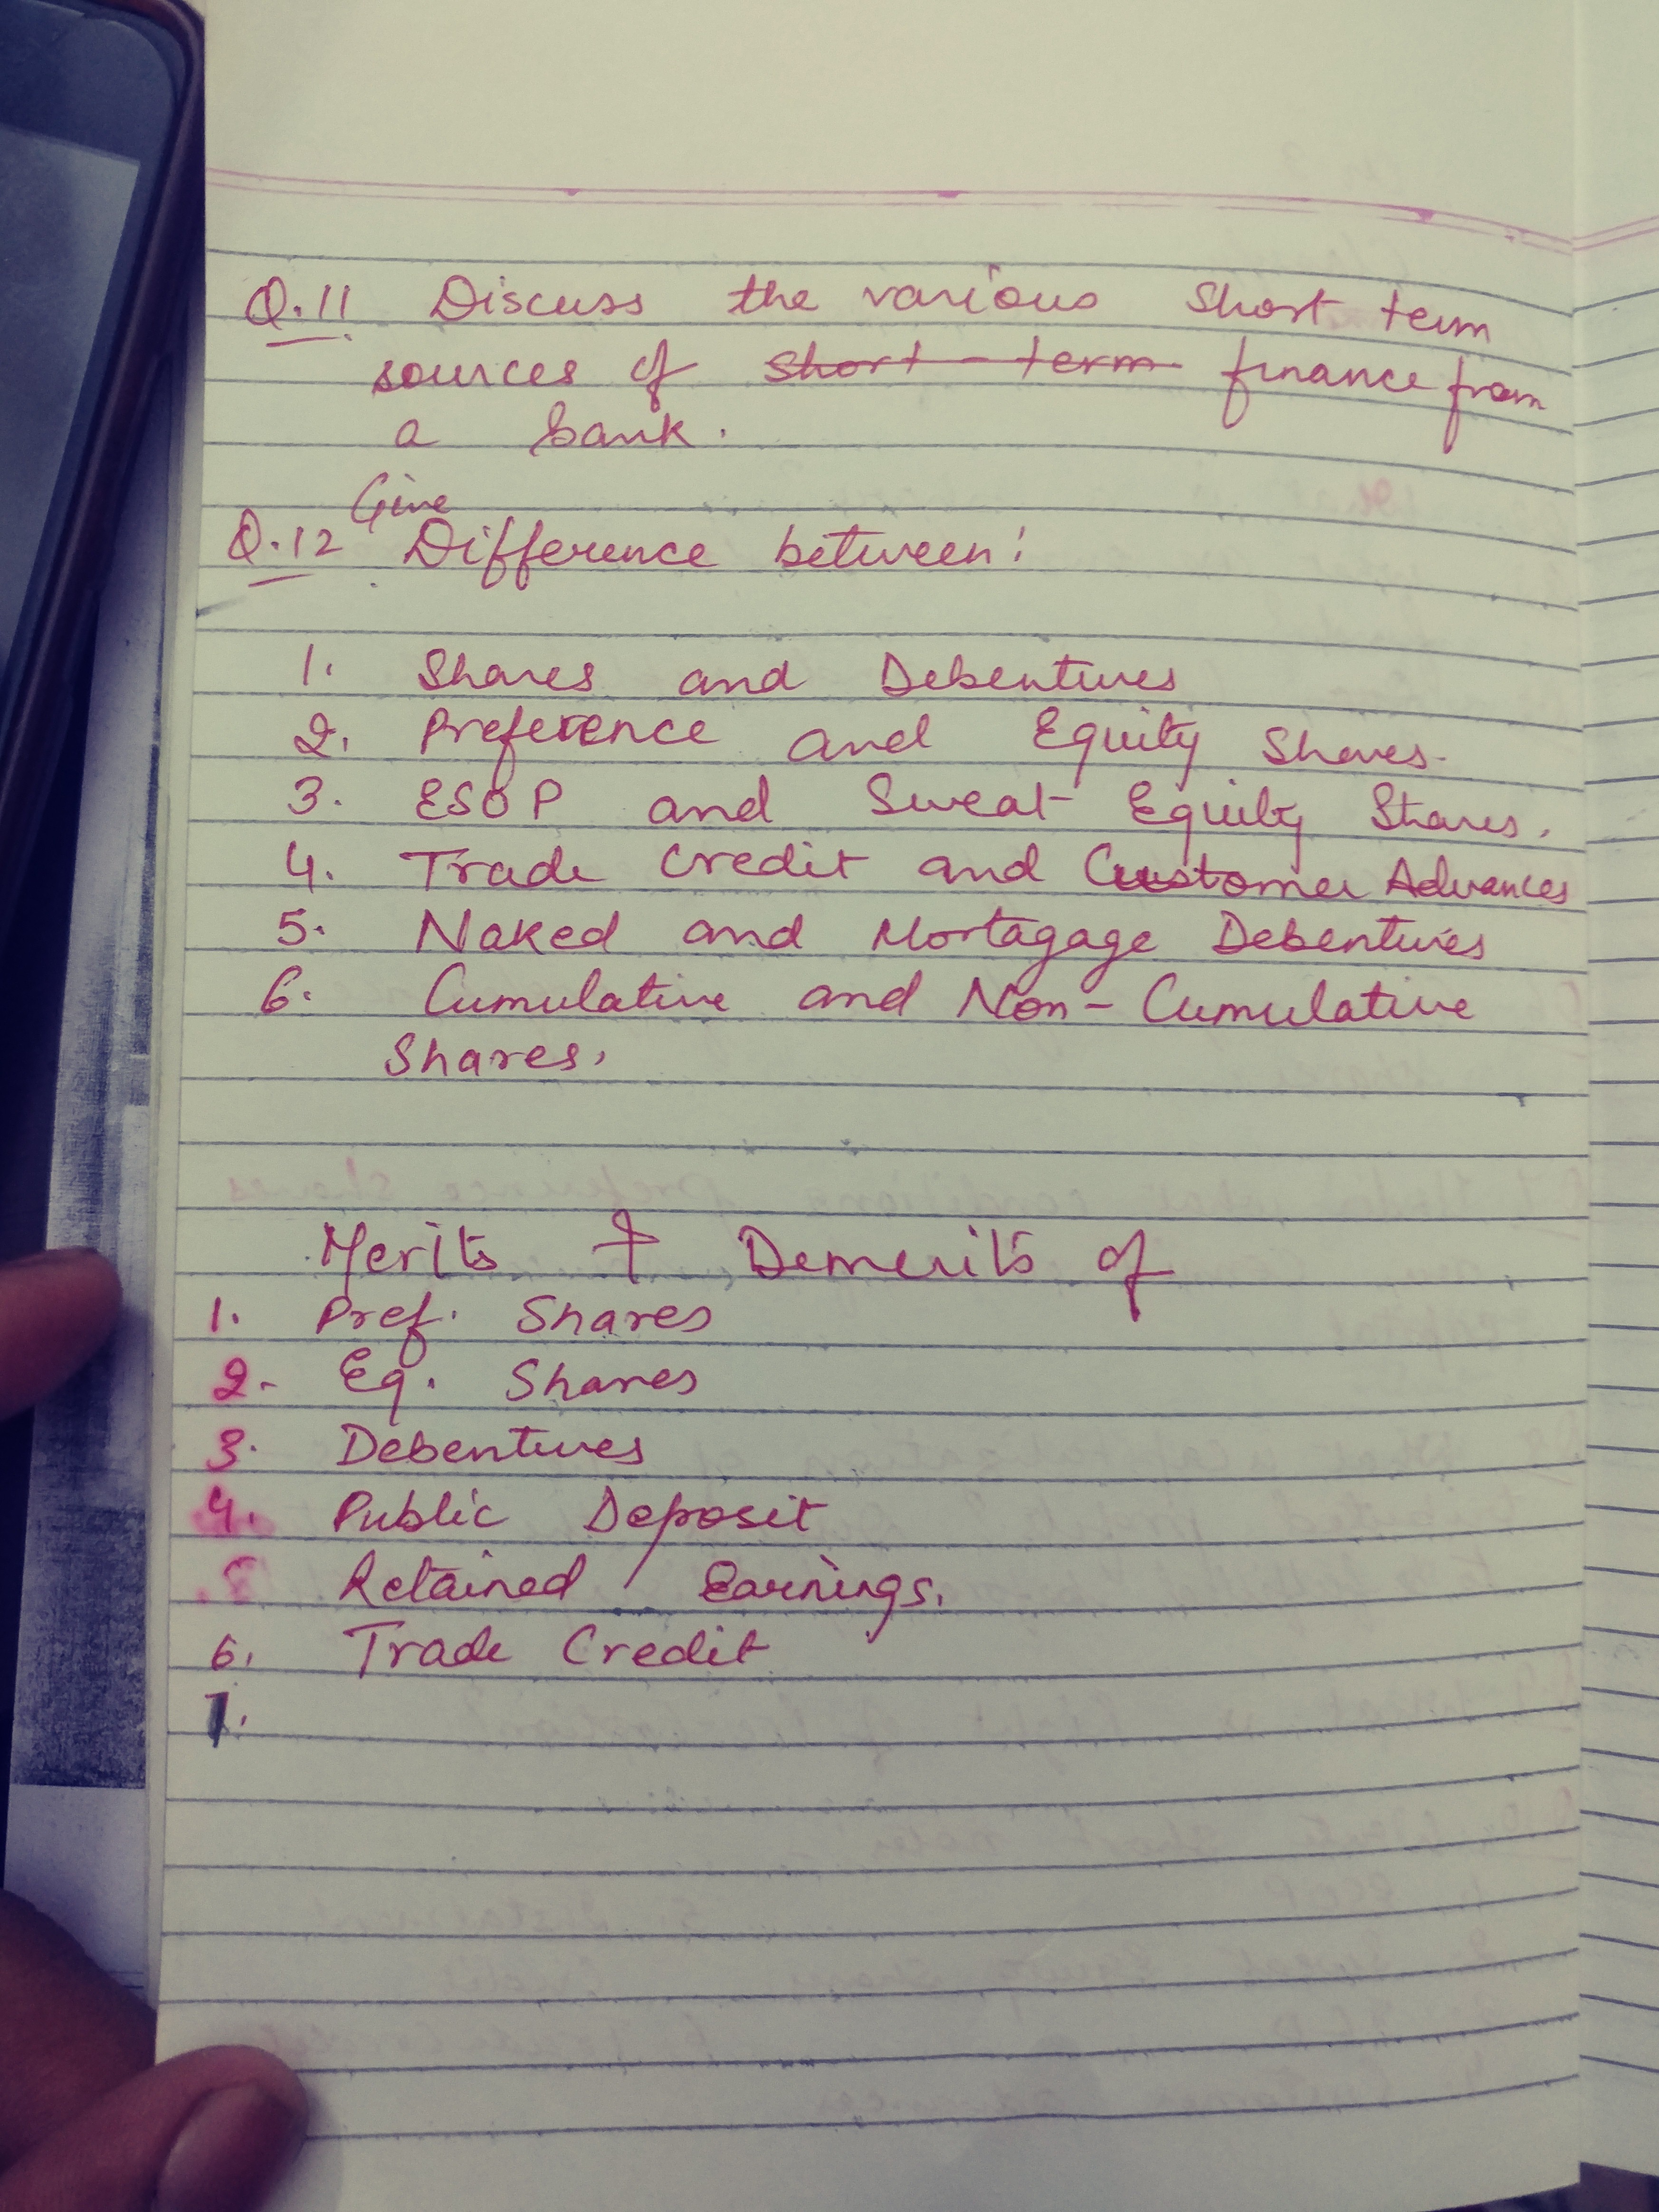 Q.11 Discuss the various Short term
sources of short-term finance from
a bank.
Give
Q.12 Difference between:
1. Shares and Debentures
2. Preference and Equity Shares.
3. ESOP and Sweat Equity Shares.
4. Trade Credit and Customer Advances
5. Naked and Mortagage Debentures
6. Cumulative and Non-Cumulative
Shares.
Merits & Demerits of
1. Pref. Shares
2. Eq. Shares
3. Debentures
4. Public Deposit
5. Retained Earnings.
6. Trade Credit
7.